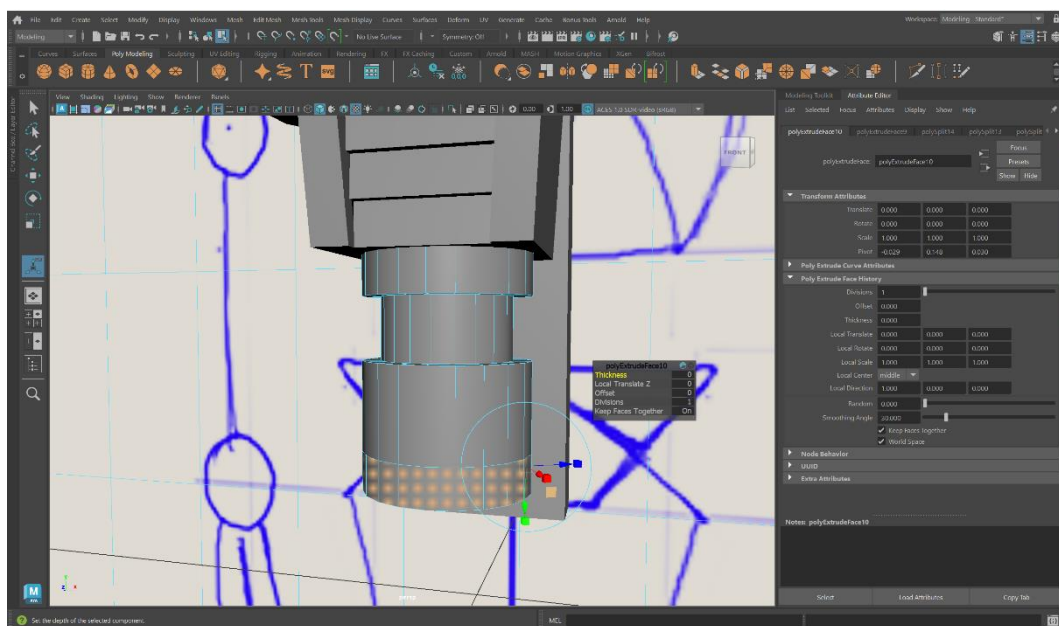 File Edit Create Select Modify Display Windows Mesh Edit Mesh Mesh Tools Mesh Display Curves Surfaces Deform UV Generate Cache Bonus Tools Arnold Help
Workspace: Modeling - Standard*
Modeling
No Live Surface
Symmetry: Off
Curves Surfaces Poly Modeling Sculpting UV Editing Rigging Animation Rendering FX FX Caching Custom Arnold MASH Motion Graphics XGen Bifrost
View Shading Lighting Show Renderer Panels
0.00 1.00 ACES 1.0 SDR-video (sRGB)
Channel Box / Layer Editor
FRONT
polyExtrudeFace10
Thickness 0
Local Translate Z 0
Offset 0
Divisions 1
Keep Faces Together On
persp
Modeling Toolkit Attribute Editor
List Selected Focus Attributes Display Show Help
polyExtrudeFace10 polyExtrudeFace9 polySplit14 polySplit13 polySplit
Focus
polyExtrudeFace: polyExtrudeFace10 Presets
Show Hide
Transform Attributes
Translate 0.000 0.000 0.000
Rotate 0.000 0.000 0.000
Scale 1.000 1.000 1.000
Pivot -0.029 0.148 0.030
Poly Extrude Curve Attributes
Poly Extrude Face History
Divisions 1
Offset 0.000
Thickness 0.000
Local Translate 0.000 0.000 0.000
Local Rotate 0.000 0.000 0.000
Local Scale 1.000 1.000 1.000
Local Center middle
Local Direction 1.000 0.000 0.000
Random 0.000
Smoothing Angle 30.000
Keep Faces Together
World Space
Node Behavior
UUID
Extra Attributes
Notes: polyExtrudeFace10
Select Load Attributes Copy Tab
M
Set the depth of the selected component.
MEL